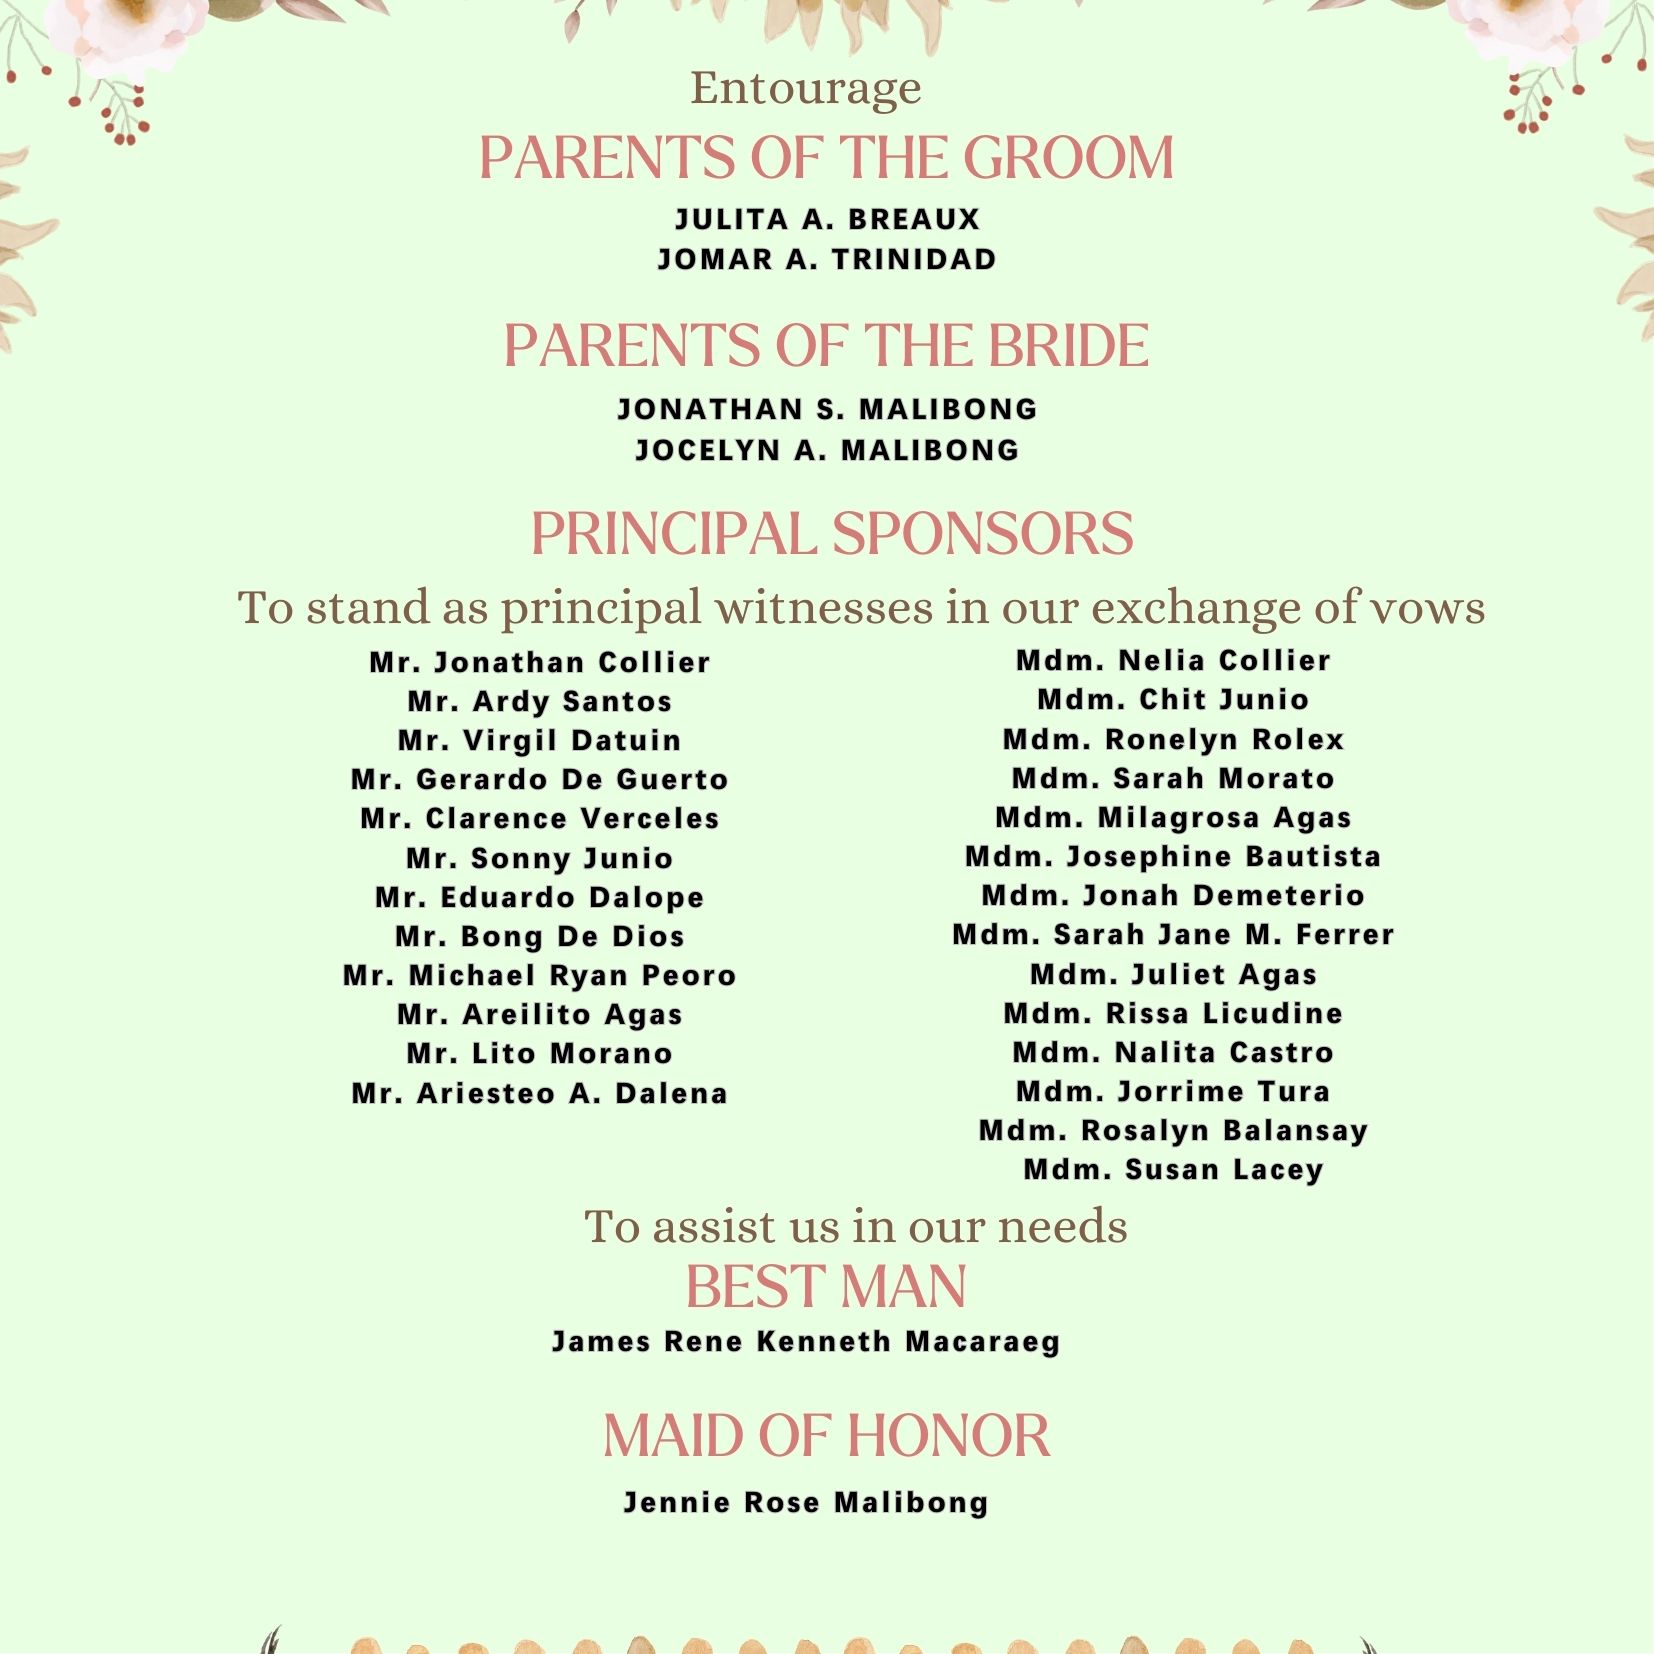 Entourage
PARENTS OF THE GROOM
JULITA A. BREAUX
JOMAR A. TRINIDAD
PARENTS OF THE BRIDE
JONATHAN S. MALIBONG
JOCELYN A. MALIBONG
PRINCIPAL SPONSORS
To stand as principal witnesses in our exchange of vows
Mr. Jonathan Collier
Mr. Ardy Santos
Mr. Virgil Datuin
Mr. Gerardo De Guerto
Mr. Clarence Verceles
Mr. Sonny Junio
Mr. Eduardo Dalope
Mr. Bong De Dios
Mr. Michael Ryan Peoro
Mr. Areilito Agas
Mr. Lito Morano
Mr. Ariesteo A. Dalena
Mdm. Nelia Collier
Mdm. Chit Junio
Mdm. Ronelyn Rolex
Mdm. Sarah Morato
Mdm. Milagrosa Agas
Mdm. Josephine Bautista
Mdm. Jonah Demeterio
Mdm. Sarah Jane M. Ferrer
Mdm. Juliet Agas
Mdm. Rissa Licudine
Mdm. Nalita Castro
Mdm. Jorrime Tura
Mdm. Rosalyn Balansay
Mdm. Susan Lacey
To assist us in our needs
BEST MAN
James Rene Kenneth Macaraeg
MAID OF HONOR
Jennie Rose Malibong